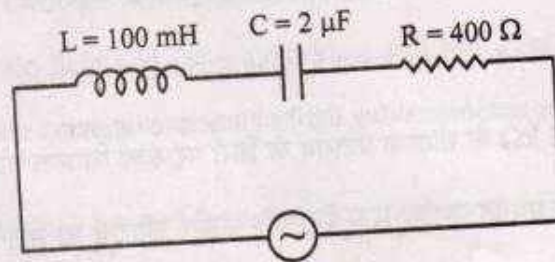 L = 100 mH
C = 2 μF
R = 400 Ω
~